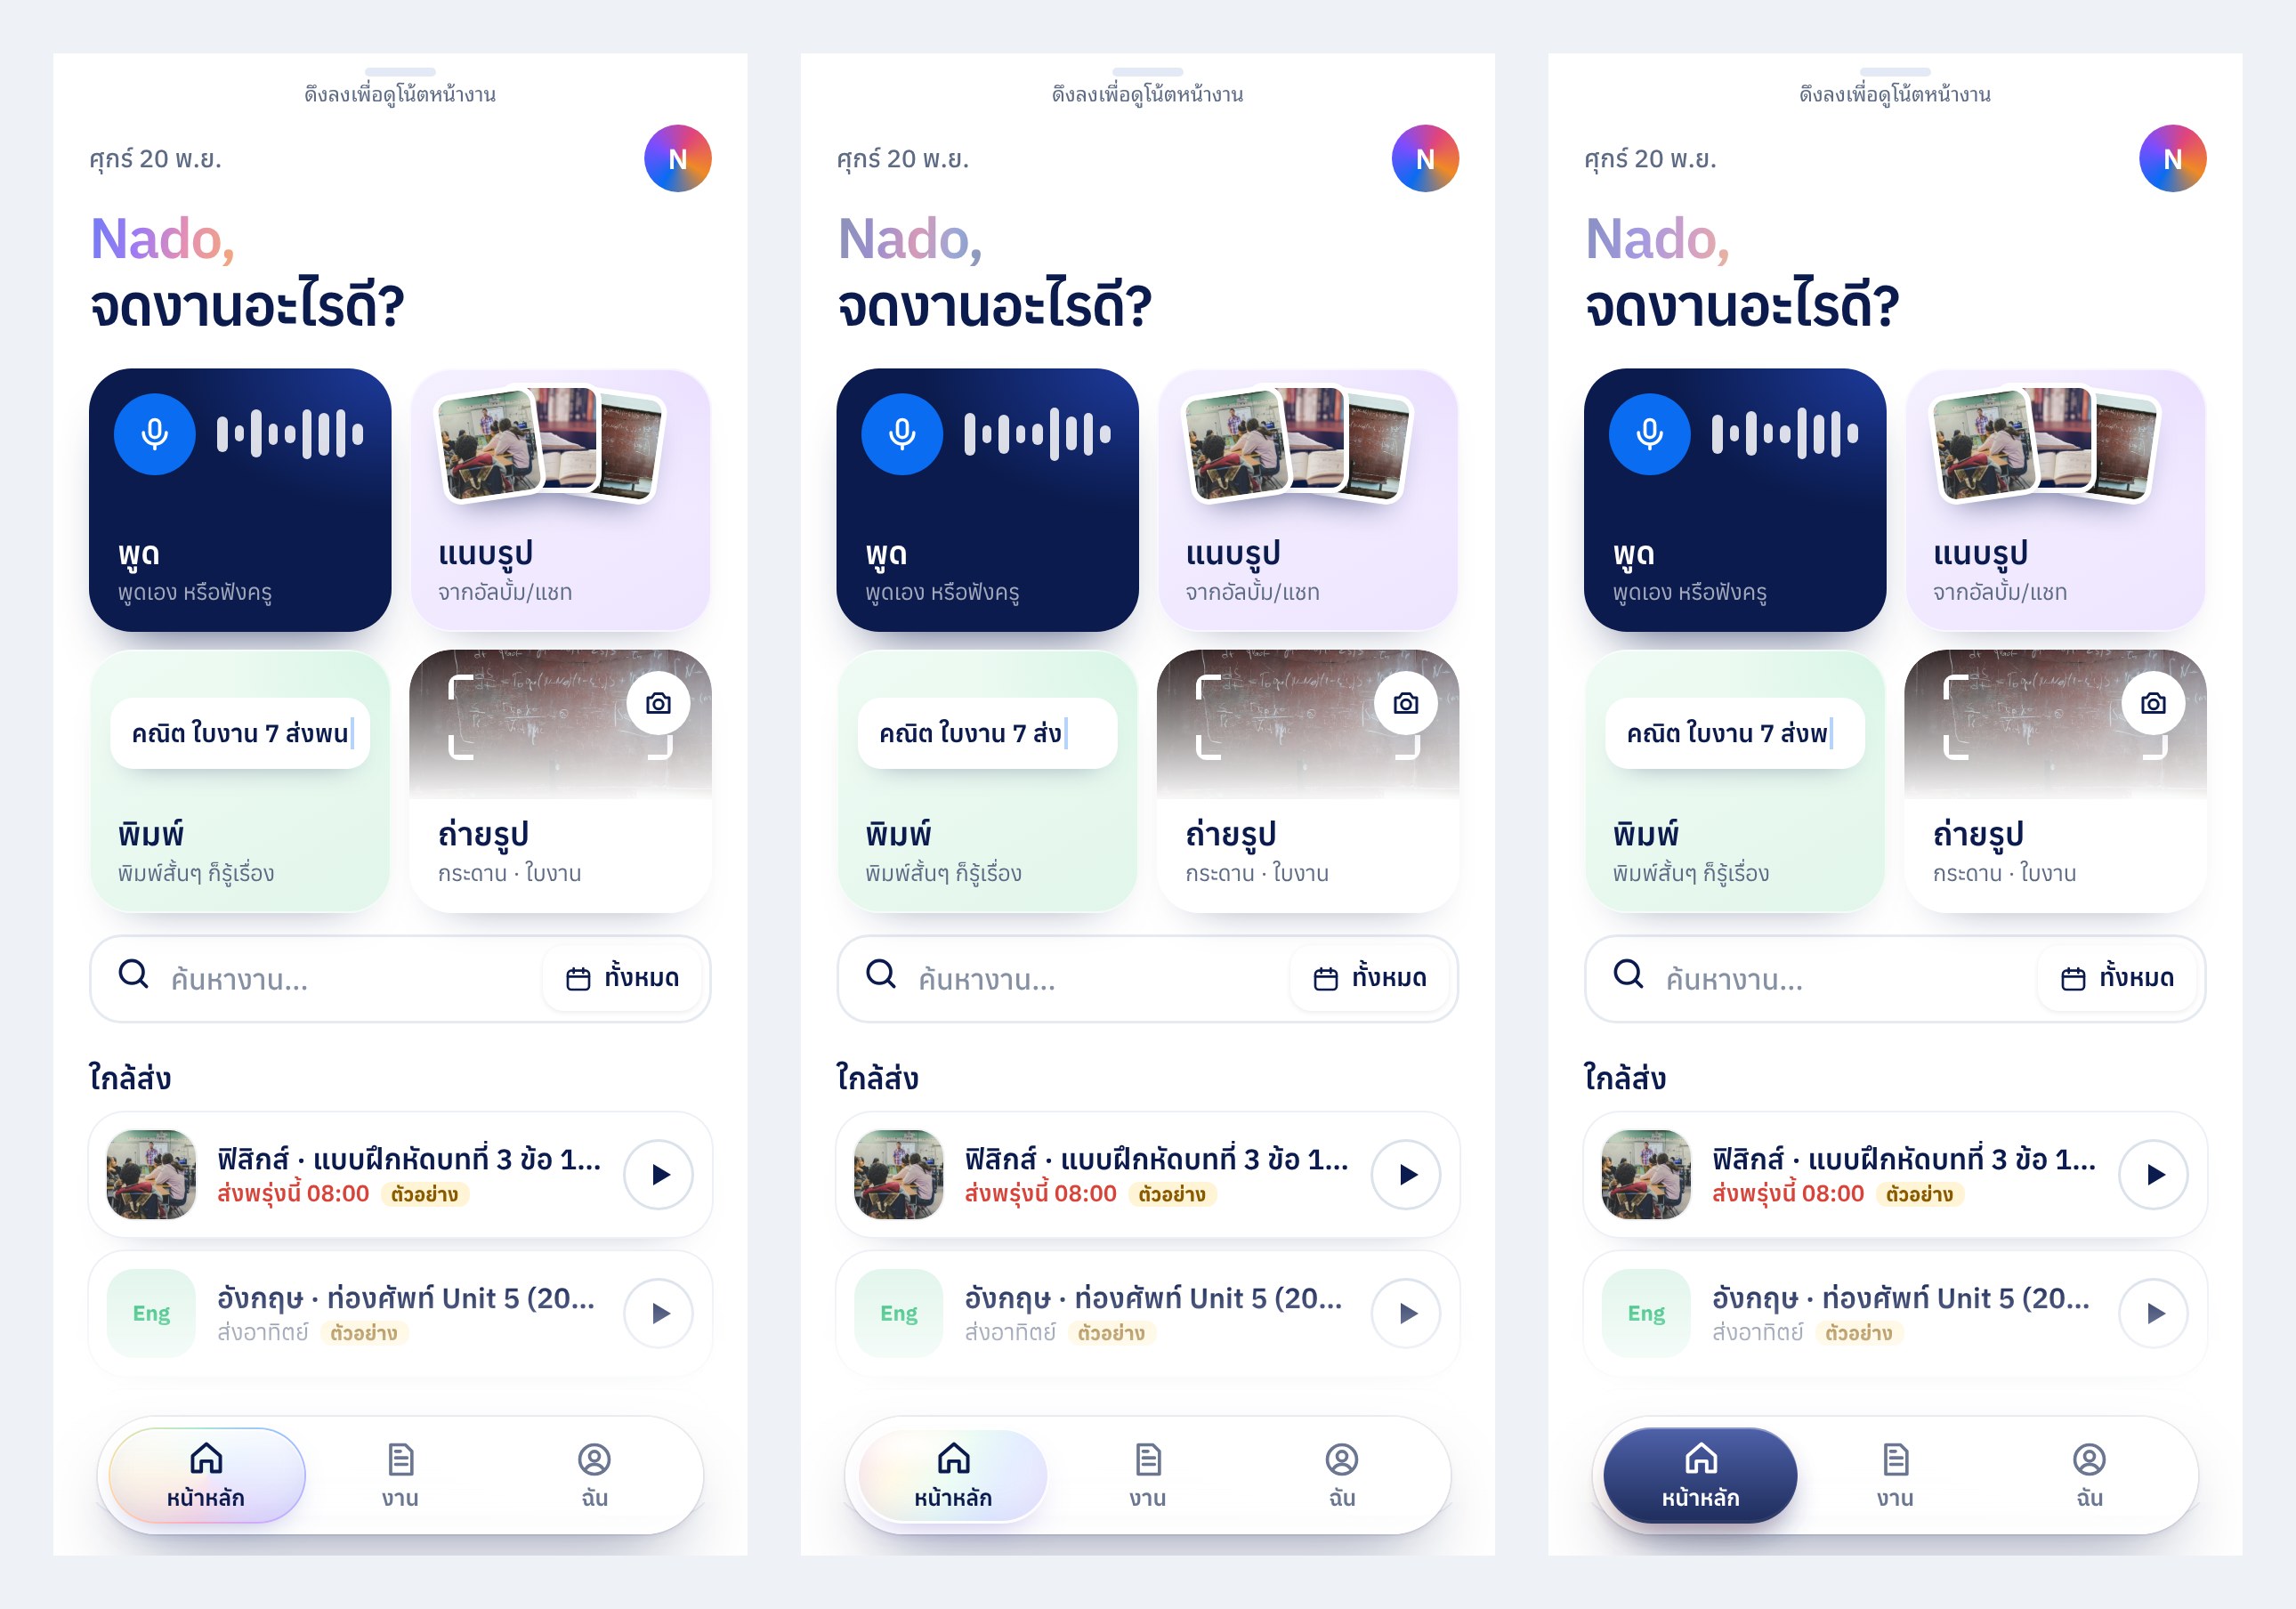 ดึงลงเพื่อดูโน้ตหน้างาน
ศุกร์ 20 พ.ย.
N
Nado,
จดงานอะไรดี?
พูด
พูดเอง หรือฟังครู
แนบรูป
จากอัลบั้ม/แชท
คณิต ใบงาน 7 ส่งพน
พิมพ์
พิมพ์สั้นๆ ก็รู้เรื่อง
ถ่ายรูป
กระดาน · ใบงาน
ค้นหางาน...
ทั้งหมด
ใกล้ส่ง
ฟิสิกส์ · แบบฝึกหัดบทที่ 3 ข้อ 1...
ส่งพรุ่งนี้ 08:00 ตัวอย่าง
Eng
อังกฤษ · ท่องศัพท์ Unit 5 (20...
ส่งอาทิตย์ ตัวอย่าง
หน้าหลัก
งาน
ฉัน
ดึงลงเพื่อดูโน้ตหน้างาน
ศุกร์ 20 พ.ย.
N
Nado,
จดงานอะไรดี?
พูด
พูดเอง หรือฟังครู
แนบรูป
จากอัลบั้ม/แชท
คณิต ใบงาน 7 ส่ง
พิมพ์
พิมพ์สั้นๆ ก็รู้เรื่อง
ถ่ายรูป
กระดาน · ใบงาน
ค้นหางาน...
ทั้งหมด
ใกล้ส่ง
ฟิสิกส์ · แบบฝึกหัดบทที่ 3 ข้อ 1...
ส่งพรุ่งนี้ 08:00 ตัวอย่าง
Eng
อังกฤษ · ท่องศัพท์ Unit 5 (20...
ส่งอาทิตย์ ตัวอย่าง
หน้าหลัก
งาน
ฉัน
ดึงลงเพื่อดูโน้ตหน้างาน
ศุกร์ 20 พ.ย.
N
Nado,
จดงานอะไรดี?
พูด
พูดเอง หรือฟังครู
แนบรูป
จากอัลบั้ม/แชท
คณิต ใบงาน 7 ส่งพ
พิมพ์
พิมพ์สั้นๆ ก็รู้เรื่อง
ถ่ายรูป
กระดาน · ใบงาน
ค้นหางาน...
ทั้งหมด
ใกล้ส่ง
ฟิสิกส์ · แบบฝึกหัดบทที่ 3 ข้อ 1...
ส่งพรุ่งนี้ 08:00 ตัวอย่าง
Eng
อังกฤษ · ท่องศัพท์ Unit 5 (20...
ส่งอาทิตย์ ตัวอย่าง
หน้าหลัก
งาน
ฉัน